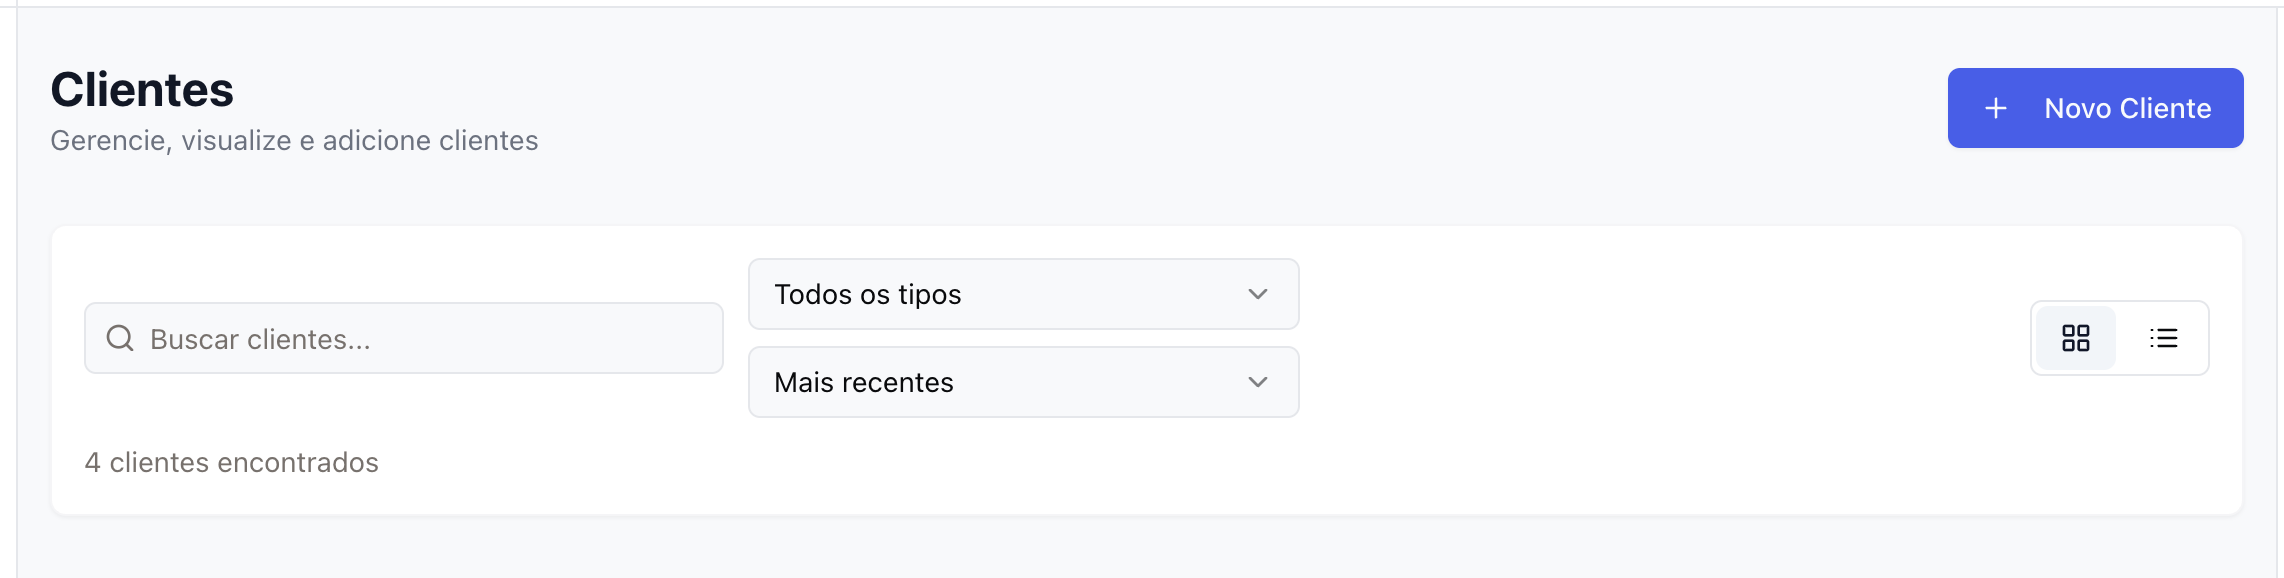 Clientes
Gerencie, visualize e adicione clientes
Novo Cliente
Buscar clientes...
Todos os tipos
Mais recentes
4 clientes encontrados